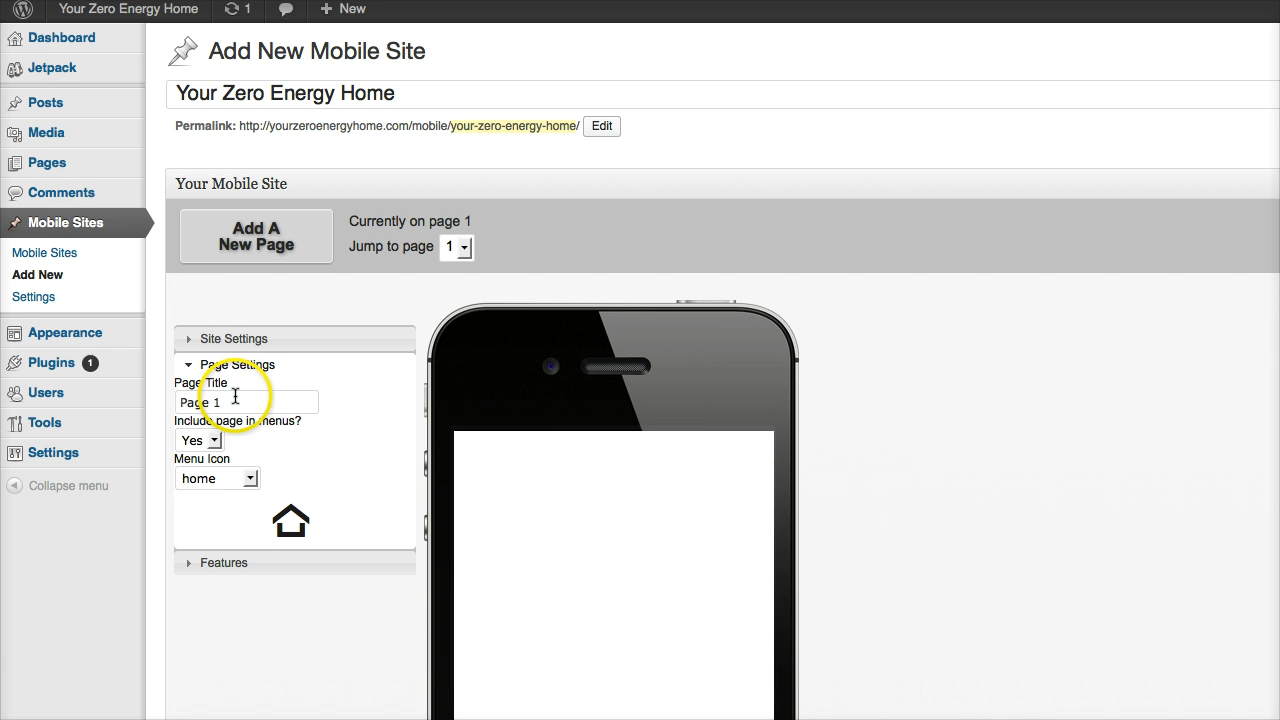 Your Zero Energy Home 1 New
Dashboard
Jetpack
Posts
Media
Pages
Comments
Mobile Sites
Mobile Sites
Add New
Settings
Appearance
Plugins 1
Users
Tools
Settings
Collapse menu
Add New Mobile Site
Your Zero Energy Home
Permalink: http://yourzeroenergyhome.com/mobile/your-zero-energy-home/ Edit
Your Mobile Site
Add A
New Page
Currently on page 1
Jump to page 1
Site Settings
Page Settings
Page Title
Page 1
Include page in menus?
Yes
Menu Icon
home
Features